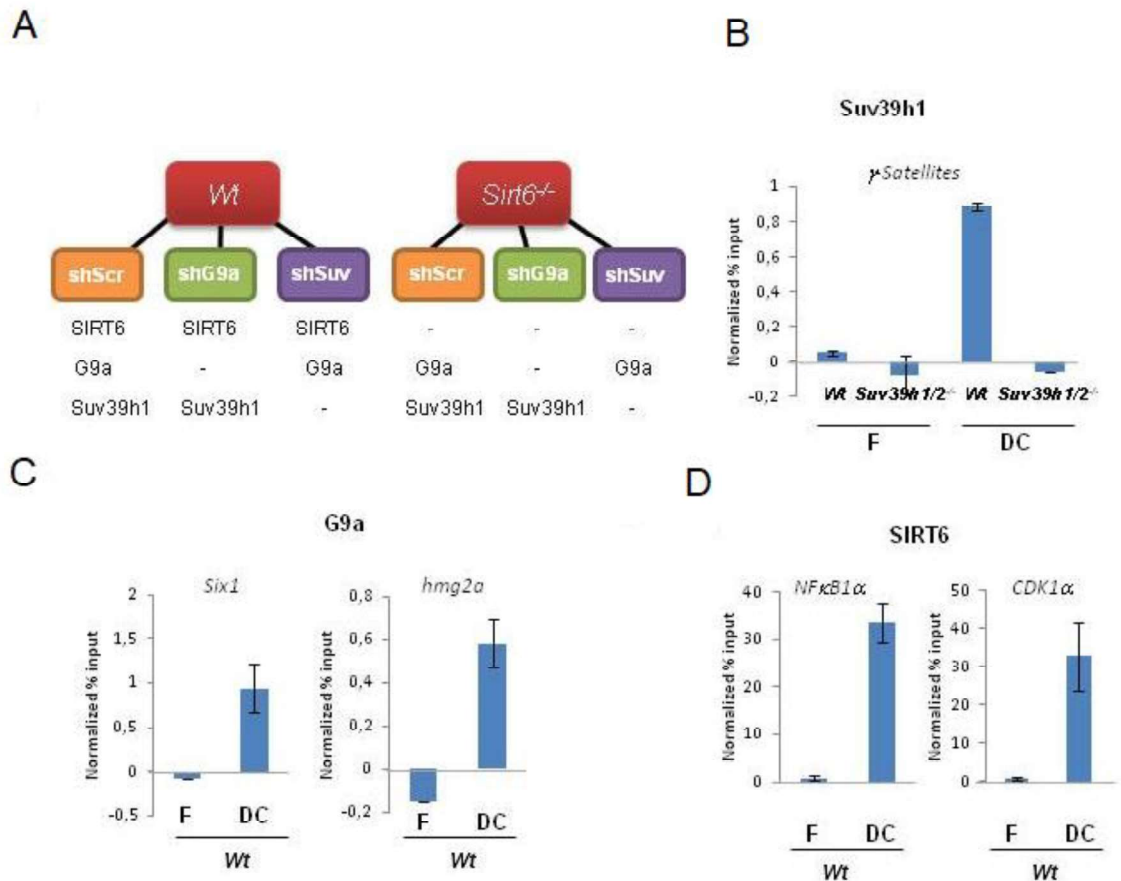 A
Wt
Sirt6-/-
shScr shG9a shSuv shScr shG9a shSuv
SIRT6 SIRT6 SIRT6 - - -
G9a - G9a G9a - G9a
Suv39h1 Suv39h1 - Suv39h1 Suv39h1 -
B
Suv39h1
γSatellites
Normalized % input
1
0,8
0,6
0,4
0,2
0
-0,2
Wt Suv39h1/2-/- Wt Suv39h1/2-/-
F DC
C
G9a
Six1
Normalized % input
2
1,5
1
0,5
0
-0,5
F DC
Wt
hmg2a
Normalized % input
0,8
0,6
0,4
0,2
0
-0,2
F DC
Wt
D
SIRT6
NFκB1α
Normalized % input
40
30
20
10
0
F DC
Wt
CDK1α
Normalized % input
50
40
30
20
10
0
F DC
Wt